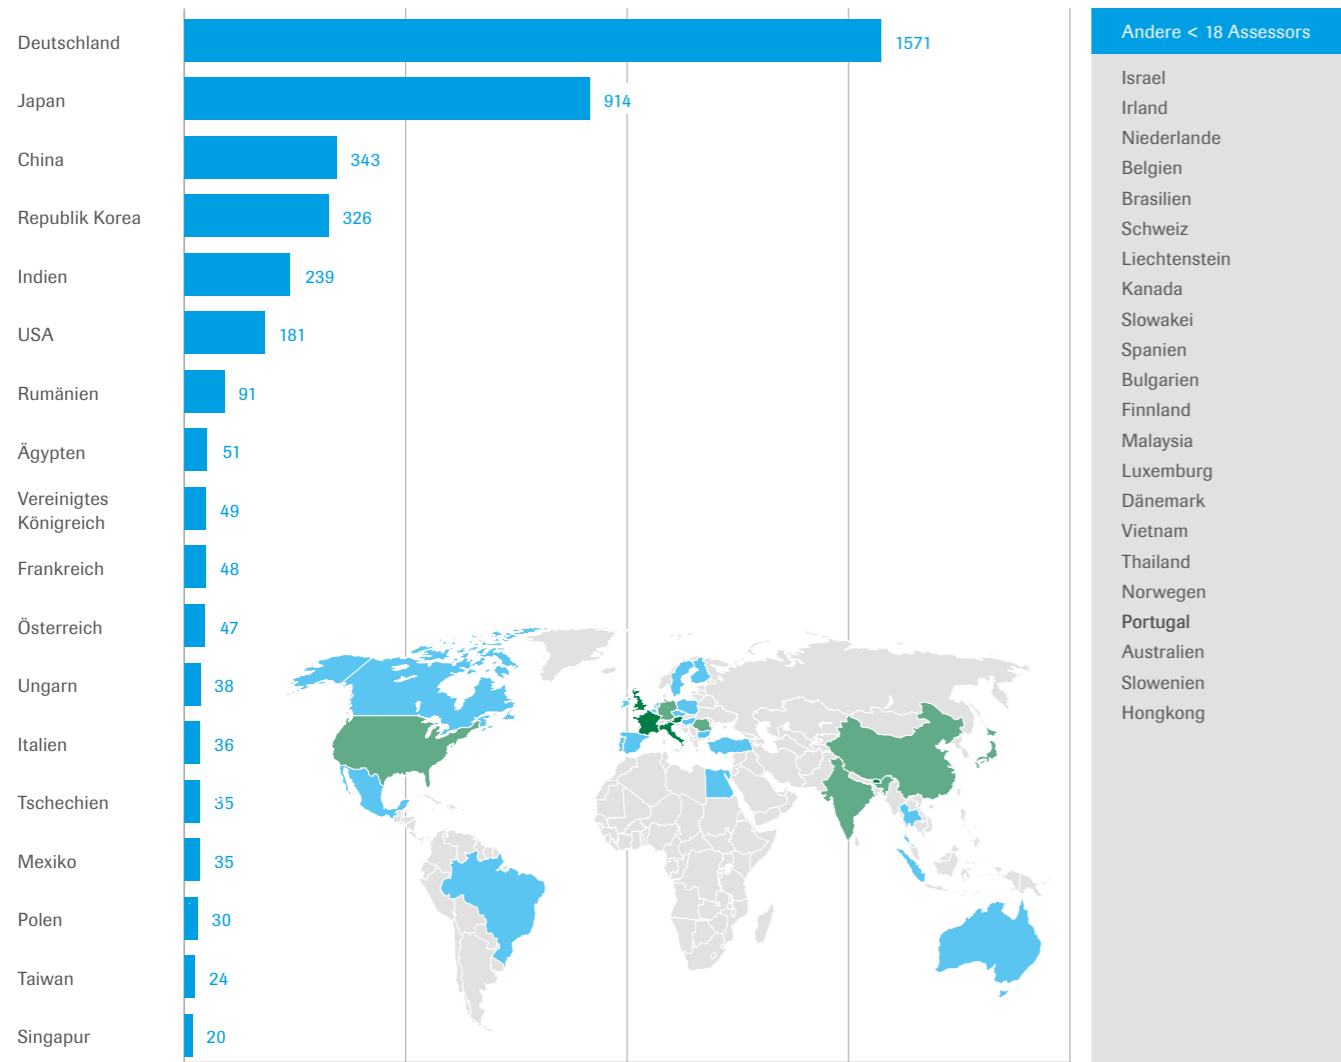 Deutschland
1571
Japan
914
China
343
Republik Korea
326
Indien
239
USA
181
Rumänien
91
Ägypten
51
Vereinigtes
Königreich
49
Frankreich
48
Österreich
47
Ungarn
38
Italien
36
Tschechien
35
Mexiko
35
Polen
30
Taiwan
24
Singapur
20
Andere < 18 Assessors
Israel
Irland
Niederlande
Belgien
Brasilien
Schweiz
Liechtenstein
Kanada
Slowakei
Spanien
Bulgarien
Finnland
Malaysia
Luxemburg
Dänemark
Vietnam
Thailand
Norwegen
Portugal
Australien
Slowenien
Hongkong